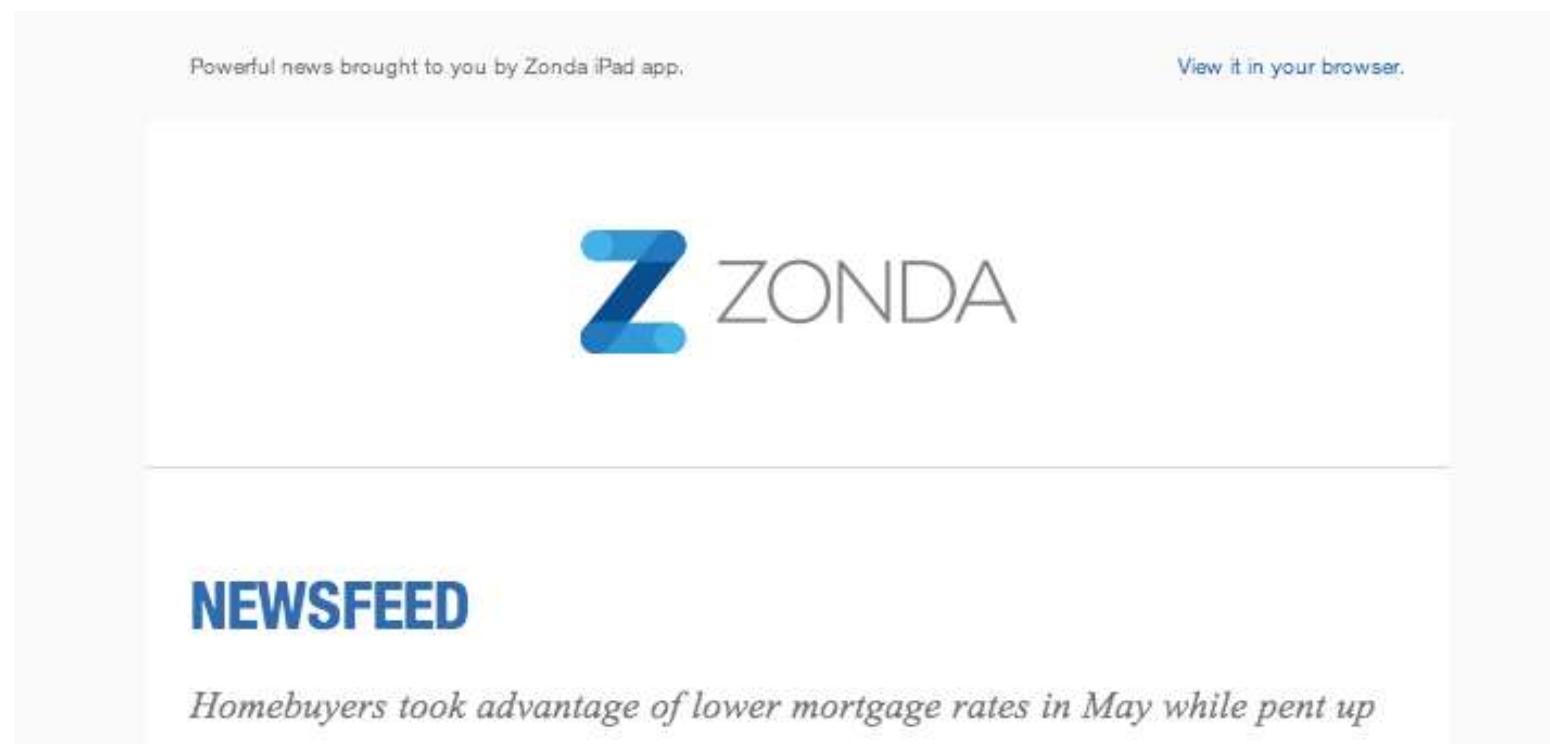 Powerful news brought to you by Zonda iPad app.
View it in your browser.
ZONDA
NEWSFEED
Homebuyers took advantage of lower mortgage rates in May while pent up